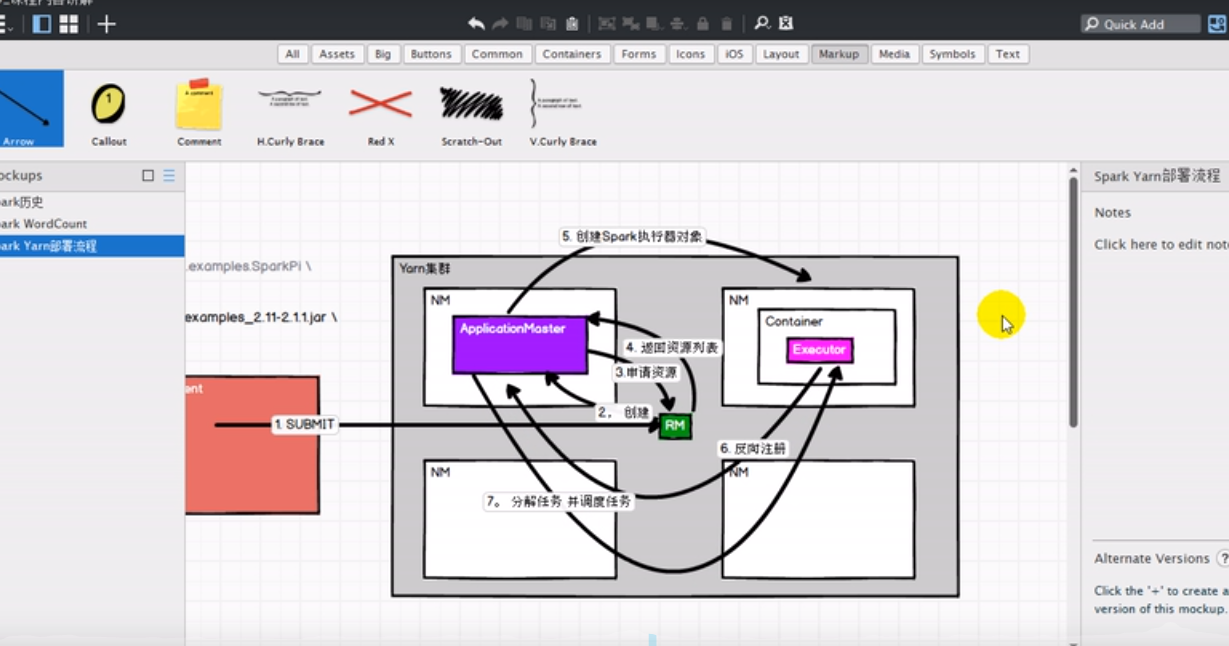 Quick Add
All Assets Big Buttons Common Containers Forms Icons iOS Layout Markup Media Symbols Text
1
A comment
Arrow Callout Comment H.Curly Brace Red X Scratch-Out V.Curly Brace
ockups
ark历史
ark WordCount
ark Yarn部署流程
Spark Yarn部署流程
Notes
Click here to edit note
Alternate Versions ?
Click the '+' to create a
version of this mockup.
.examples.SparkPi \
examples_2.11-2.1.1.jar \
ent
1. SUBMIT
5. 创建Spark执行器对象
Yarn集群
NM
ApplicationMaster
NM
Container
Executor
4. 返回资源列表
3.申请资源
2， 创建
RM
6. 反向注册
NM
NM
7。 分解任务 并调度任务